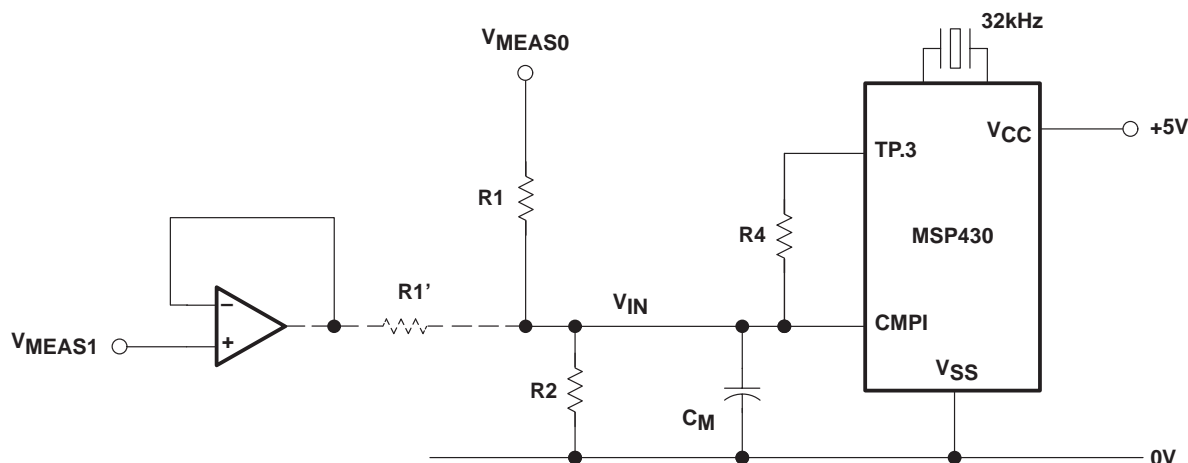 32kHz
VMEAS0
VCC
+5V
TP.3
R1
R4
MSP430
R1’
VIN
CMPI
−
+
VMEAS1
R2
CM
VSS
0V